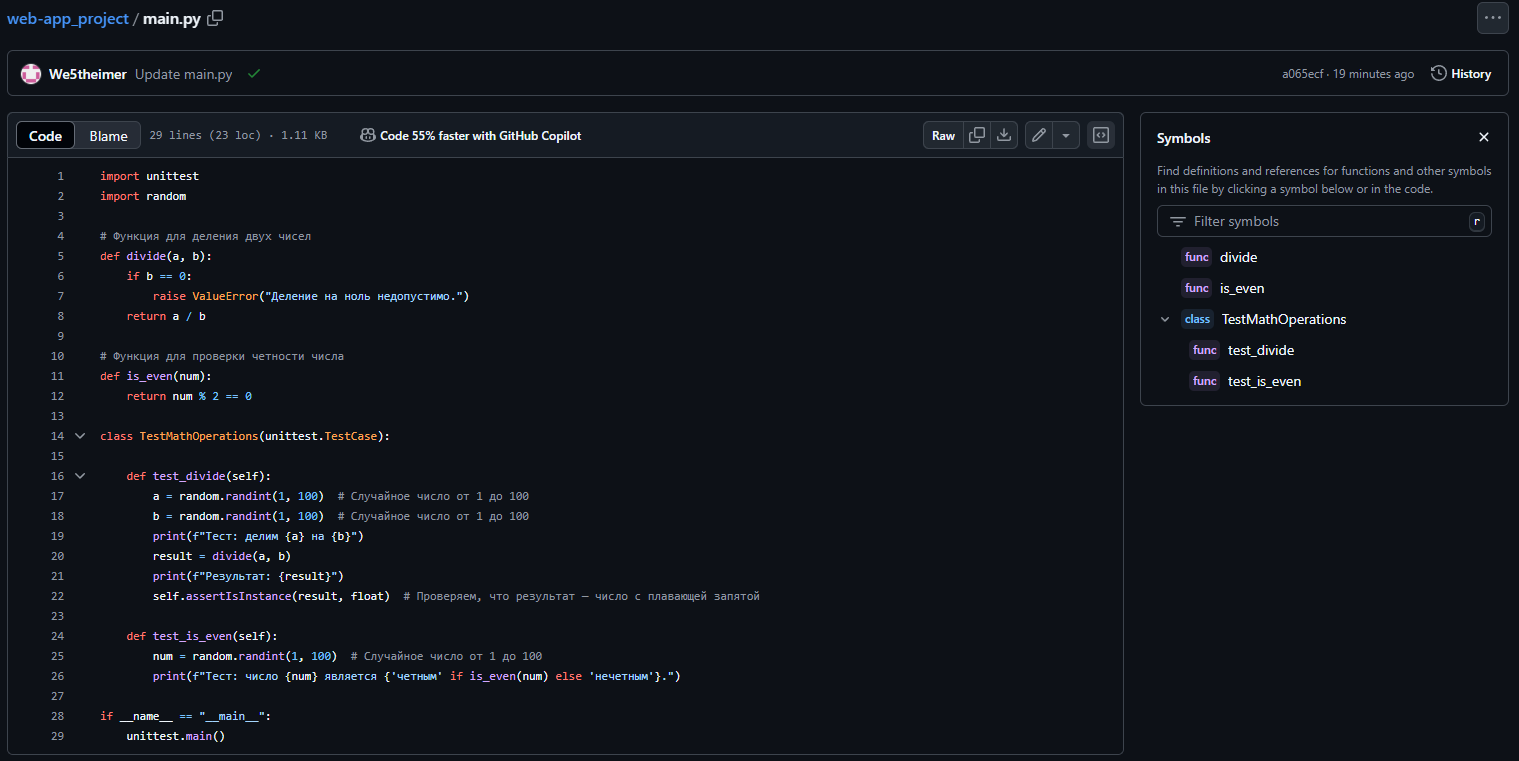 web-app_project / main.py
We5theimer Update main.py
a065ecf · 19 minutes ago History
Code Blame 29 lines (23 loc) · 1.11 KB Code 55% faster with GitHub Copilot Raw
1 import unittest
2 import random
3
4 # Функция для деления двух чисел
5 def divide(a, b):
6     if b == 0:
7         raise ValueError("Деление на ноль недопустимо.")
8     return a / b
9
10 # Функция для проверки четности числа
11 def is_even(num):
12     return num % 2 == 0
13
14 class TestMathOperations(unittest.TestCase):
15
16     def test_divide(self):
17         a = random.randint(1, 100)  # Случайное число от 1 до 100
18         b = random.randint(1, 100)  # Случайное число от 1 до 100
19         print(f"Тест: делим {a} на {b}")
20         result = divide(a, b)
21         print(f"Результат: {result}")
22         self.assertIsInstance(result, float)  # Проверяем, что результат — число с плавающей запятой
23
24     def test_is_even(self):
25         num = random.randint(1, 100)  # Случайное число от 1 до 100
26         print(f"Тест: число {num} является {'четным' if is_even(num) else 'нечетным'}.")
27
28 if __name__ == "__main__":
29     unittest.main()
Symbols
Find definitions and references for functions and other symbols
in this file by clicking a symbol below or in the code.
Filter symbols r
func divide
func is_even
class TestMathOperations
func test_divide
func test_is_even